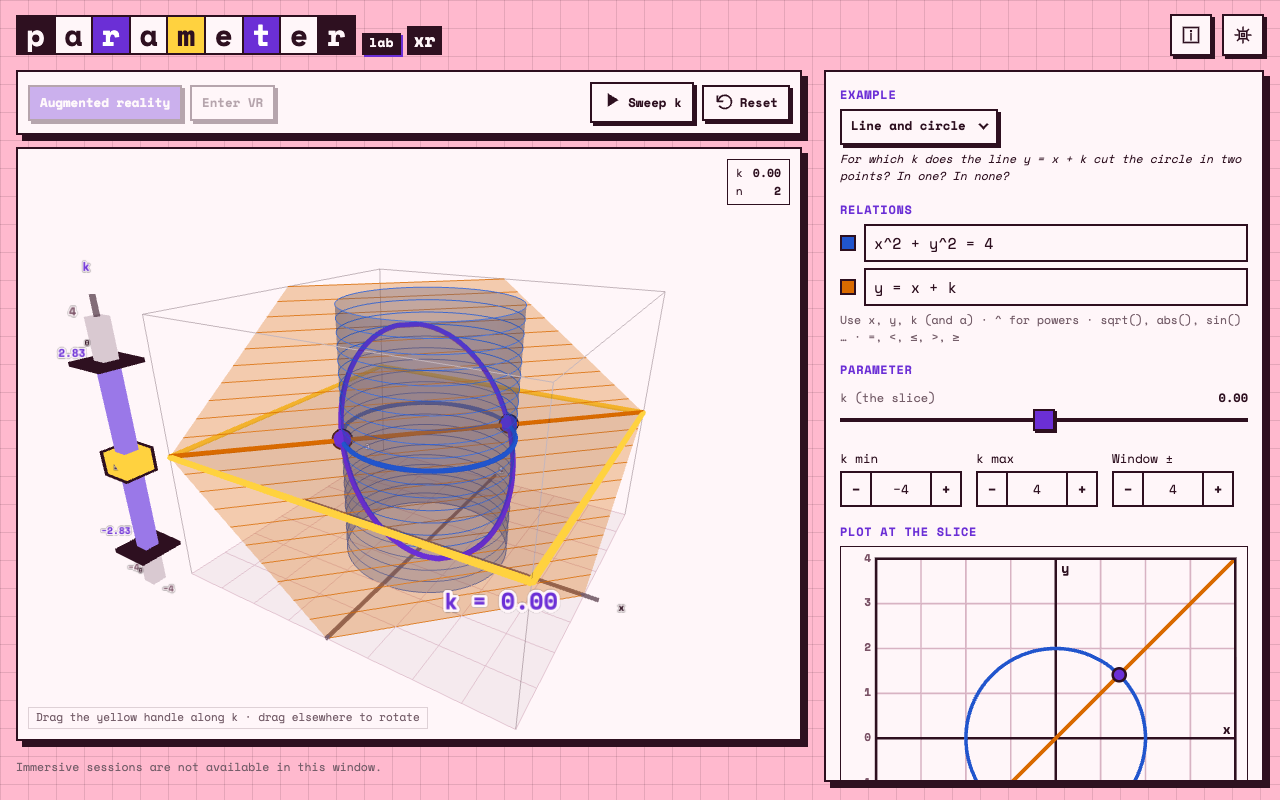 parameter lab xr
Augmented reality
Enter VR
Sweep k
Reset
k 0.00
n 2
k
4
0
2.83
-2.83
-4
k = 0.00
x
Drag the yellow handle along k · drag elsewhere to rotate
Immersive sessions are not available in this window.
EXAMPLE
Line and circle
For which k does the line y = x + k cut the circle in two
points? In one? In none?
RELATIONS
x^2 + y^2 = 4
y = x + k
Use x, y, k (and a) · ^ for powers · sqrt(), abs(), sin()
… · =, <, ≤, >, ≥
PARAMETER
k (the slice) 0.00
k min k max Window ±
− −4 + − 4 + − 4 +
PLOT AT THE SLICE
4
y
3
2
1
x
0